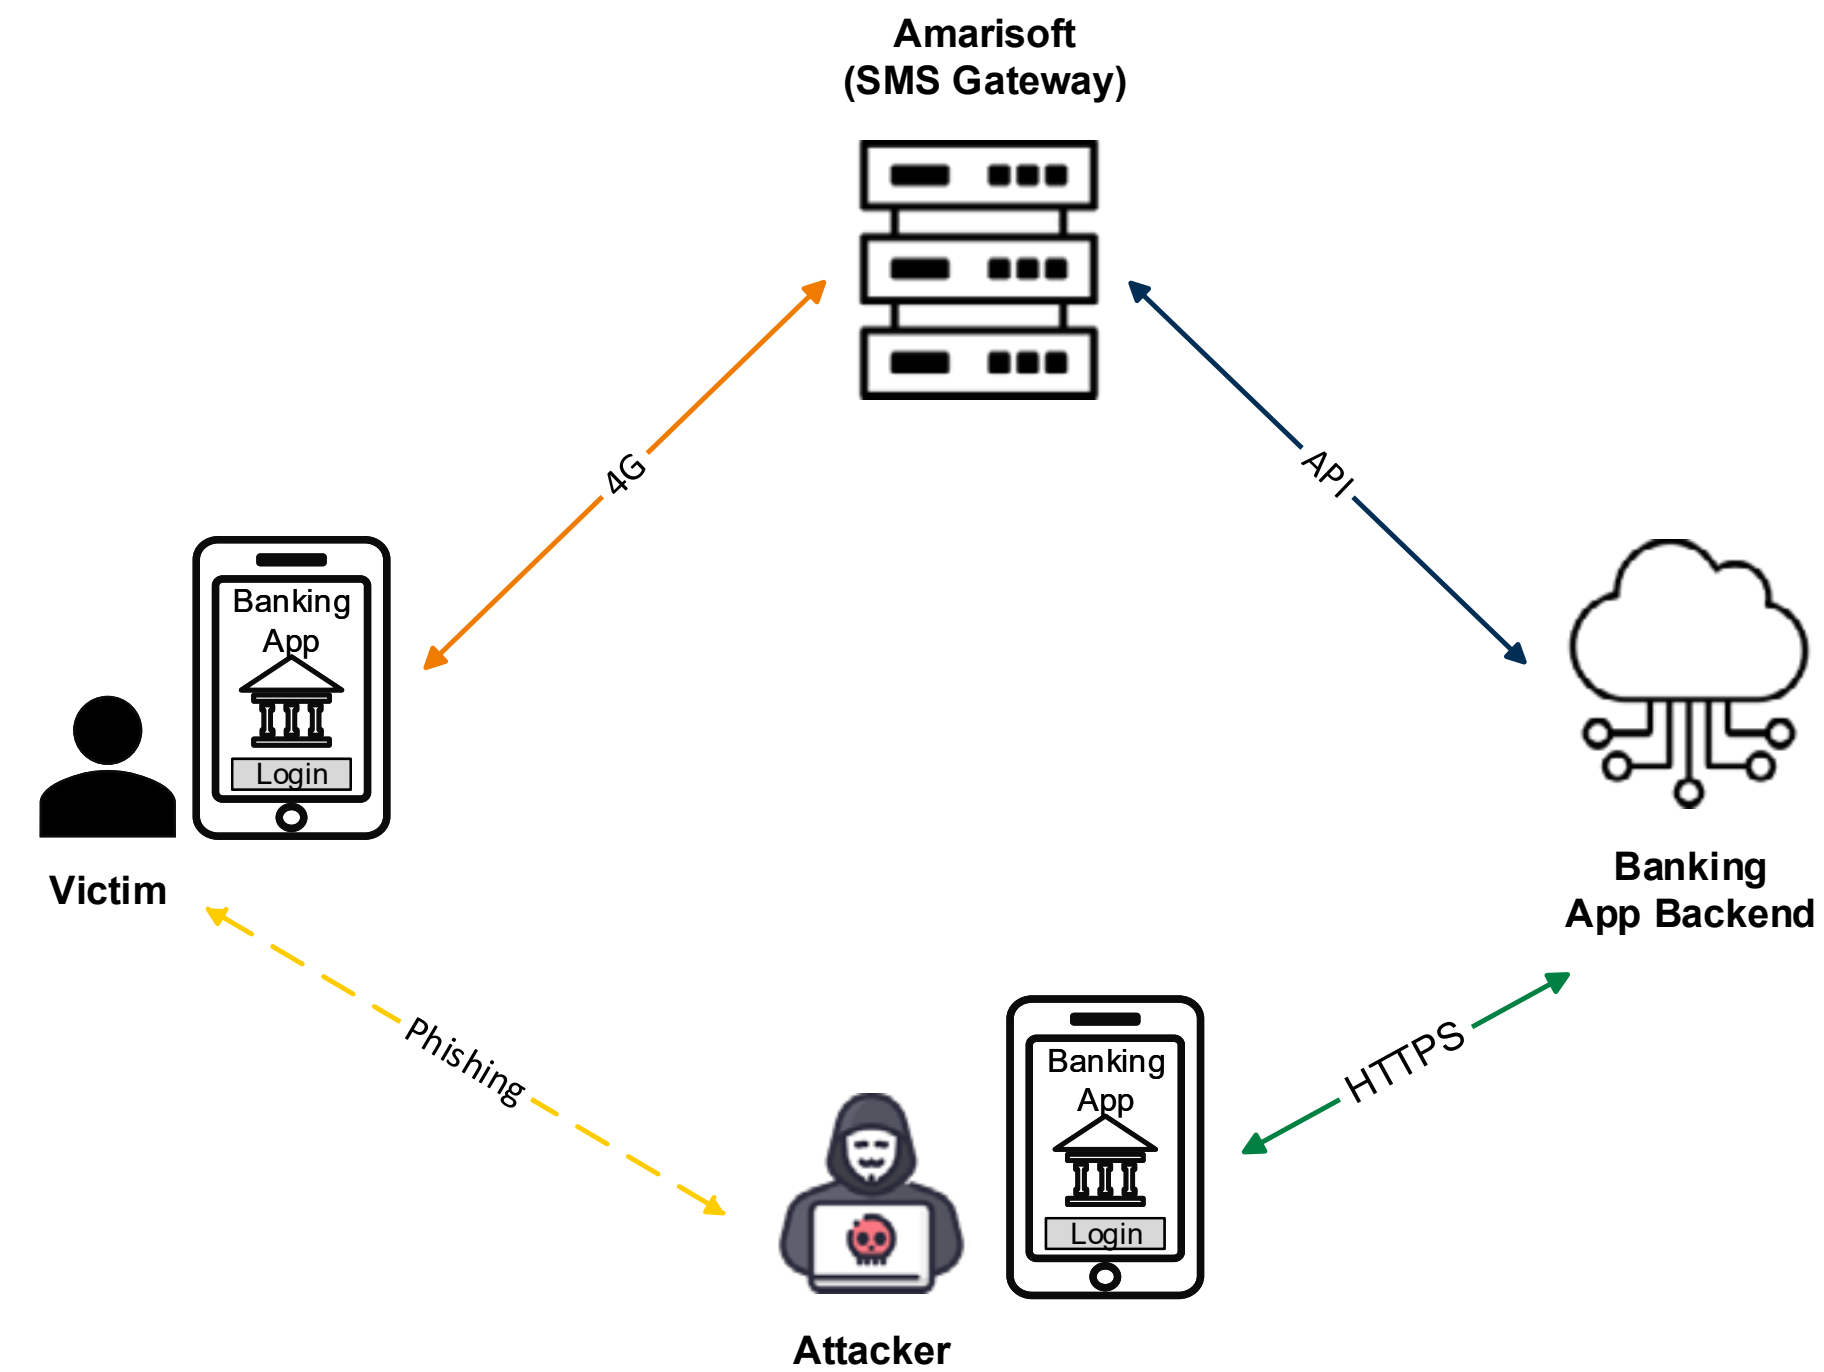 Amarisoft
(SMS Gateway)
4G
API
Banking
App
Login
Victim
Banking
App Backend
Phishing
HTTPS
Banking
App
Login
Attacker